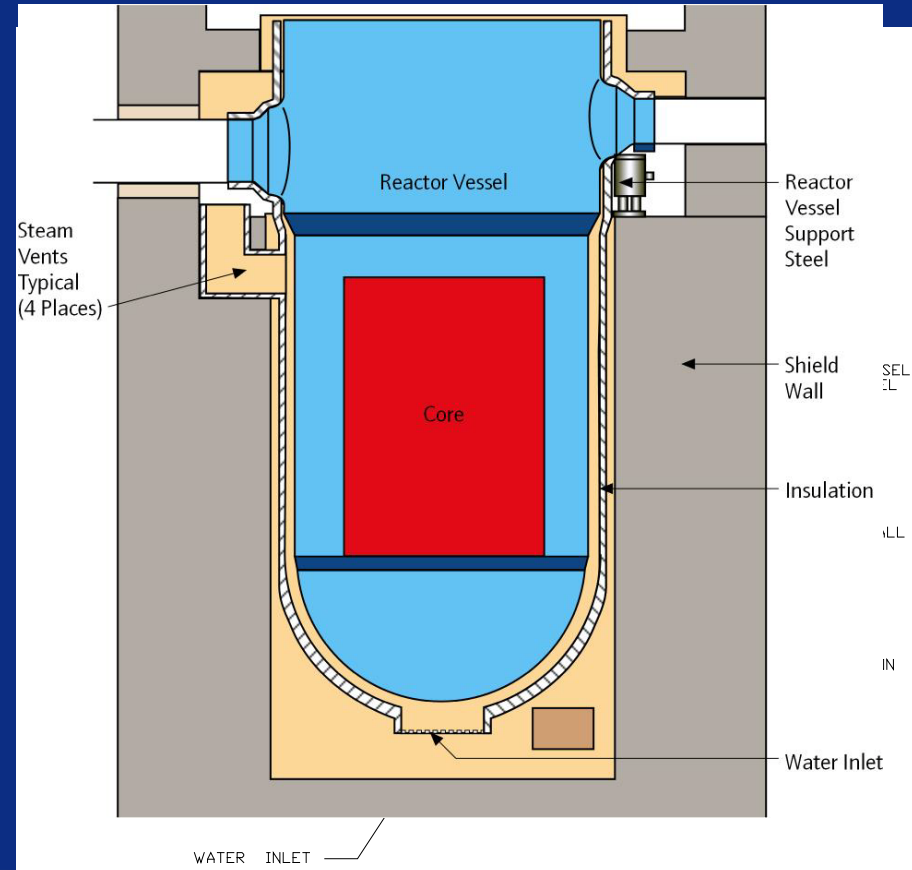 Reactor Vessel
Reactor
Vessel
Support
Steel
Steam
Vents
Typical
(4 Places)
Shield
Wall
SEL
Core
Insulation
Water Inlet
WATER INLET